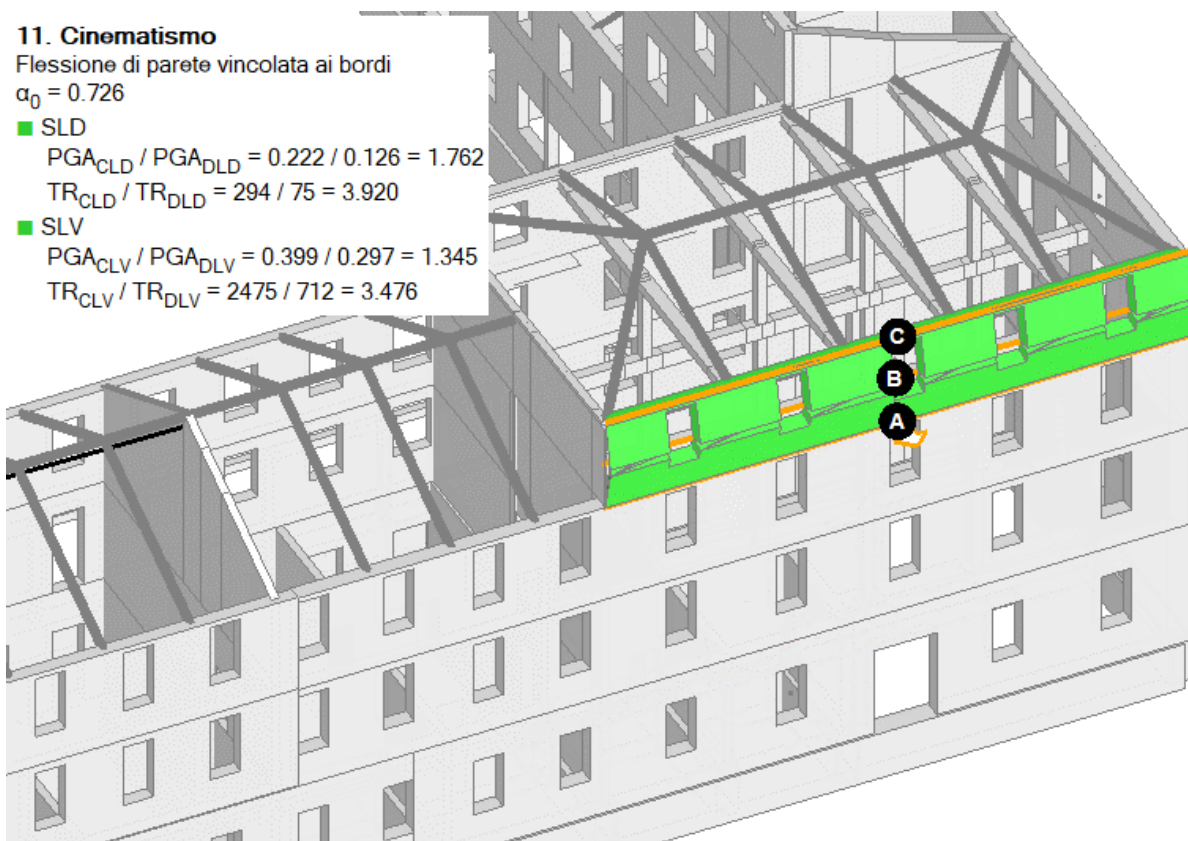 11. Cinematismo
Flessione di parete vincolata ai bordi
α0 = 0.726
SLD
PGACLD / PGADLD = 0.222 / 0.126 = 1.762
TRCLD / TRDLD = 294 / 75 = 3.920
SLV
PGACLV / PGADLV = 0.399 / 0.297 = 1.345
TRCLV / TRDLV = 2475 / 712 = 3.476
C
B
A